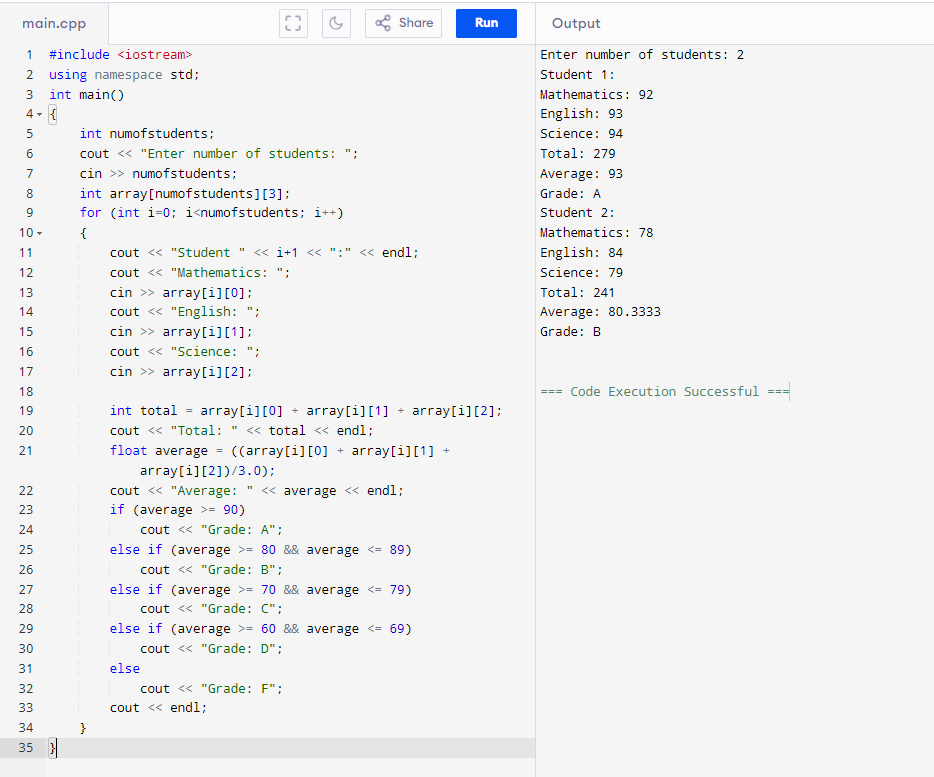 main.cpp
Share
Run
Output
1 #include <iostream>
2 using namespace std;
3 int main()
4 {
5 int numofstudents;
6 cout << "Enter number of students: ";
7 cin >> numofstudents;
8 int array[numofstudents][3];
9 for (int i=0; i<numofstudents; i++)
10 {
11 cout << "Student " << i+1 << ":" << endl;
12 cout << "Mathematics: ";
13 cin >> array[i][0];
14 cout << "English: ";
15 cin >> array[i][1];
16 cout << "Science: ";
17 cin >> array[i][2];
18
19 int total = array[i][0] + array[i][1] + array[i][2];
20 cout << "Total: " << total << endl;
21 float average = ((array[i][0] + array[i][1] +
array[i][2])/3.0);
22 cout << "Average: " << average << endl;
23 if (average >= 90)
24 cout << "Grade: A";
25 else if (average >= 80 && average <= 89)
26 cout << "Grade: B";
27 else if (average >= 70 && average <= 79)
28 cout << "Grade: C";
29 else if (average >= 60 && average <= 69)
30 cout << "Grade: D";
31 else
32 cout << "Grade: F";
33 cout << endl;
34 }
35 }
Enter number of students: 2
Student 1:
Mathematics: 92
English: 93
Science: 94
Total: 279
Average: 93
Grade: A
Student 2:
Mathematics: 78
English: 84
Science: 79
Total: 241
Average: 80.3333
Grade: B
=== Code Execution Successful ===